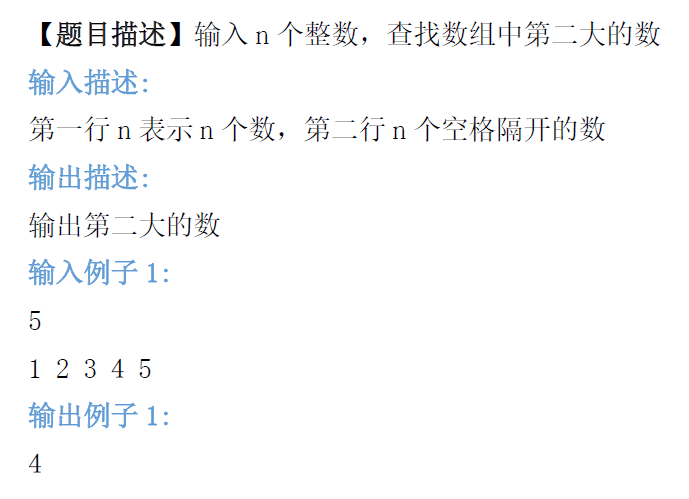 【题目描述】输入 n 个整数，查找数组中第二大的数
输入描述:
第一行 n 表示 n 个数，第二行 n 个空格隔开的数
输出描述:
输出第二大的数
输入例子 1:
5
1 2 3 4 5
输出例子 1:
4